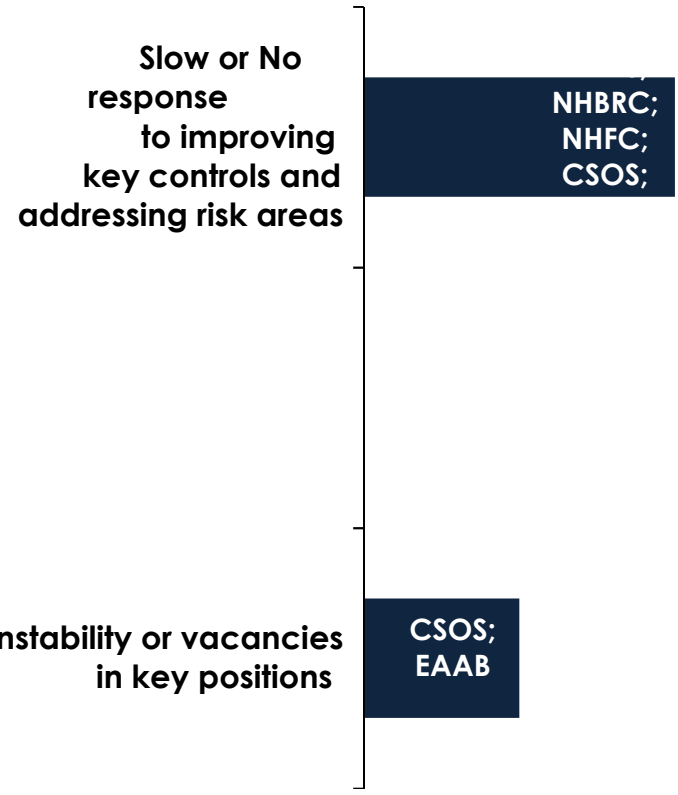 Slow or No
response
to improving
key controls and
addressing risk areas
NHBRC;
NHFC;
CSOS;
nstability or vacancies
in key positions
CSOS;
EAAB